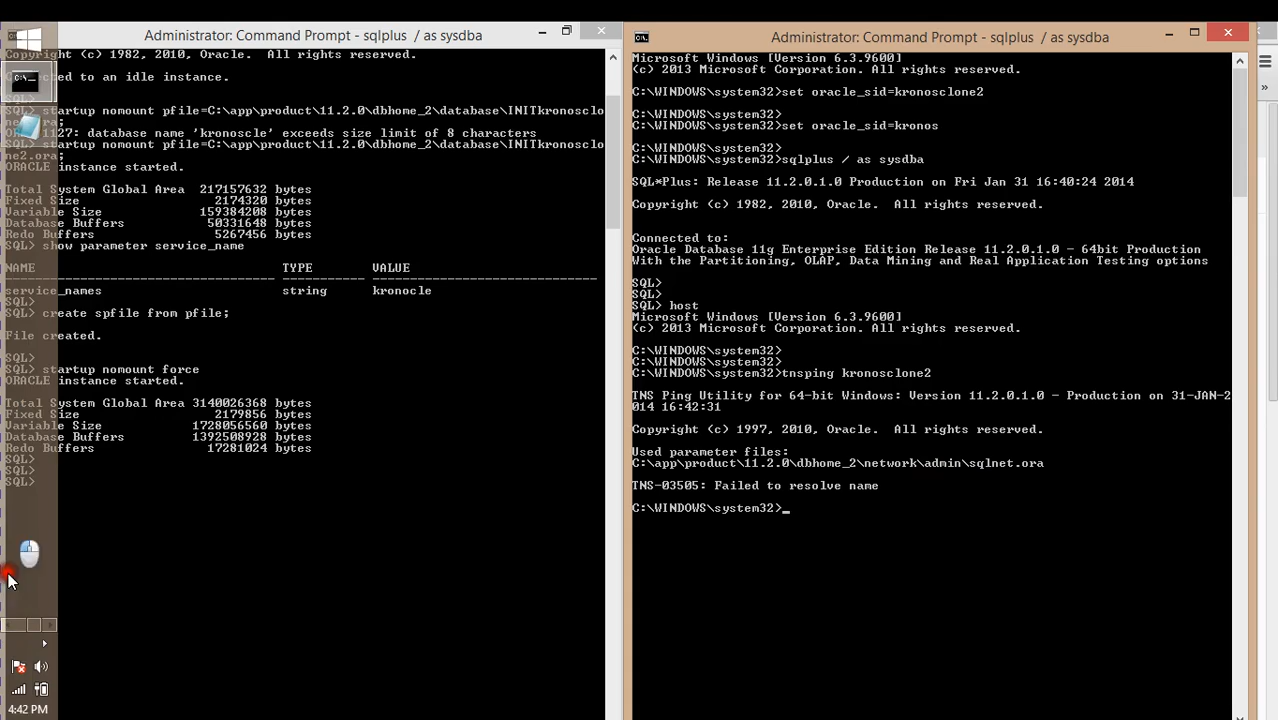 Administrator: Command Prompt - sqlplus / as sysdba
Copyright (c) 1982, 2010, Oracle. All rights reserved.
Connected to an idle instance.
SQL>
SQL> startup nomount pfile=C:\app\product\11.2.0\dbhome_2\database\INITkronosclo
ne2.ora;
1127: database name 'kronoscle' exceeds size limit of 8 characters
SQL> startup nomount pfile=C:\app\product\11.2.0\dbhome_2\database\INITkronosclo
ne2.ora;
ORACLE instance started.
Total System Global Area 217157632 bytes
Fixed Size 2174320 bytes
Variable Size 159384208 bytes
Database Buffers 50331648 bytes
Redo Buffers 5267456 bytes
SQL> show parameter service_name
NAME TYPE VALUE
------------------------------------ ----------- ------------------------------
service_names string kronocle
SQL>
SQL> create spfile from pfile;
File created.
SQL>
SQL> startup nomount force
ORACLE instance started.
Total System Global Area 3140026368 bytes
Fixed Size 2179856 bytes
Variable Size 1728056560 bytes
Database Buffers 1392508928 bytes
Redo Buffers 17281024 bytes
SQL>
SQL>
SQL>
4:42 PM
Administrator: Command Prompt - sqlplus / as sysdba
Microsoft Windows [Version 6.3.9600]
(c) 2013 Microsoft Corporation. All rights reserved.
C:\WINDOWS\system32>set oracle_sid=kronosclone2
C:\WINDOWS\system32>
C:\WINDOWS\system32>set oracle_sid=kronos
C:\WINDOWS\system32>
C:\WINDOWS\system32>sqlplus / as sysdba
SQL*Plus: Release 11.2.0.1.0 Production on Fri Jan 31 16:40:24 2014
Copyright (c) 1982, 2010, Oracle. All rights reserved.
Connected to:
Oracle Database 11g Enterprise Edition Release 11.2.0.1.0 - 64bit Production
With the Partitioning, OLAP, Data Mining and Real Application Testing options
SQL>
SQL>
SQL> host
Microsoft Windows [Version 6.3.9600]
(c) 2013 Microsoft Corporation. All rights reserved.
C:\WINDOWS\system32>
C:\WINDOWS\system32>
C:\WINDOWS\system32>tnsping kronosclone2
TNS Ping Utility for 64-bit Windows: Version 11.2.0.1.0 - Production on 31-JAN-2
014 16:42:31
Copyright (c) 1997, 2010, Oracle. All rights reserved.
Used parameter files:
C:\app\product\11.2.0\dbhome_2\network\admin\sqlnet.ora
TNS-03505: Failed to resolve name
C:\WINDOWS\system32>_